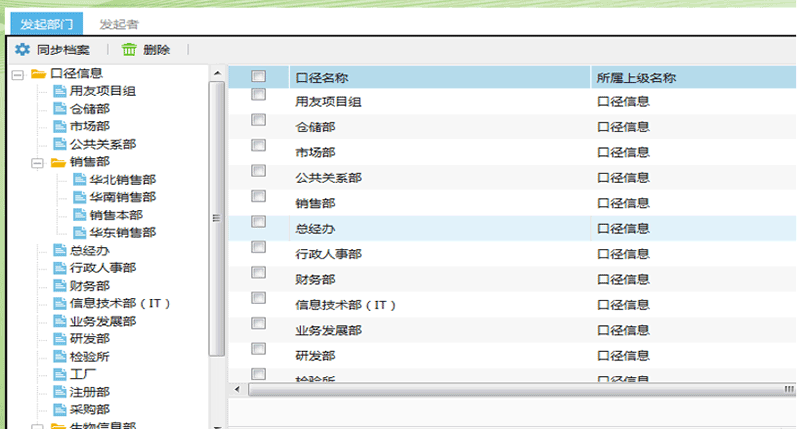 发起部门 发起者
同步档案 删除
口径信息
用友项目组
仓储部
市场部
公共关系部
销售部
华北销售部
华南销售部
销售本部
华东销售部
总经办
行政人事部
财务部
信息技术部（IT）
业务发展部
研发部
检验所
工厂
注册部
采购部
生物信息部
口径名称 所属上级名称
用友项目组 口径信息
仓储部 口径信息
市场部 口径信息
公共关系部 口径信息
销售部 口径信息
总经办 口径信息
行政人事部 口径信息
财务部 口径信息
信息技术部（IT） 口径信息
业务发展部 口径信息
研发部 口径信息
检验所 口径信息